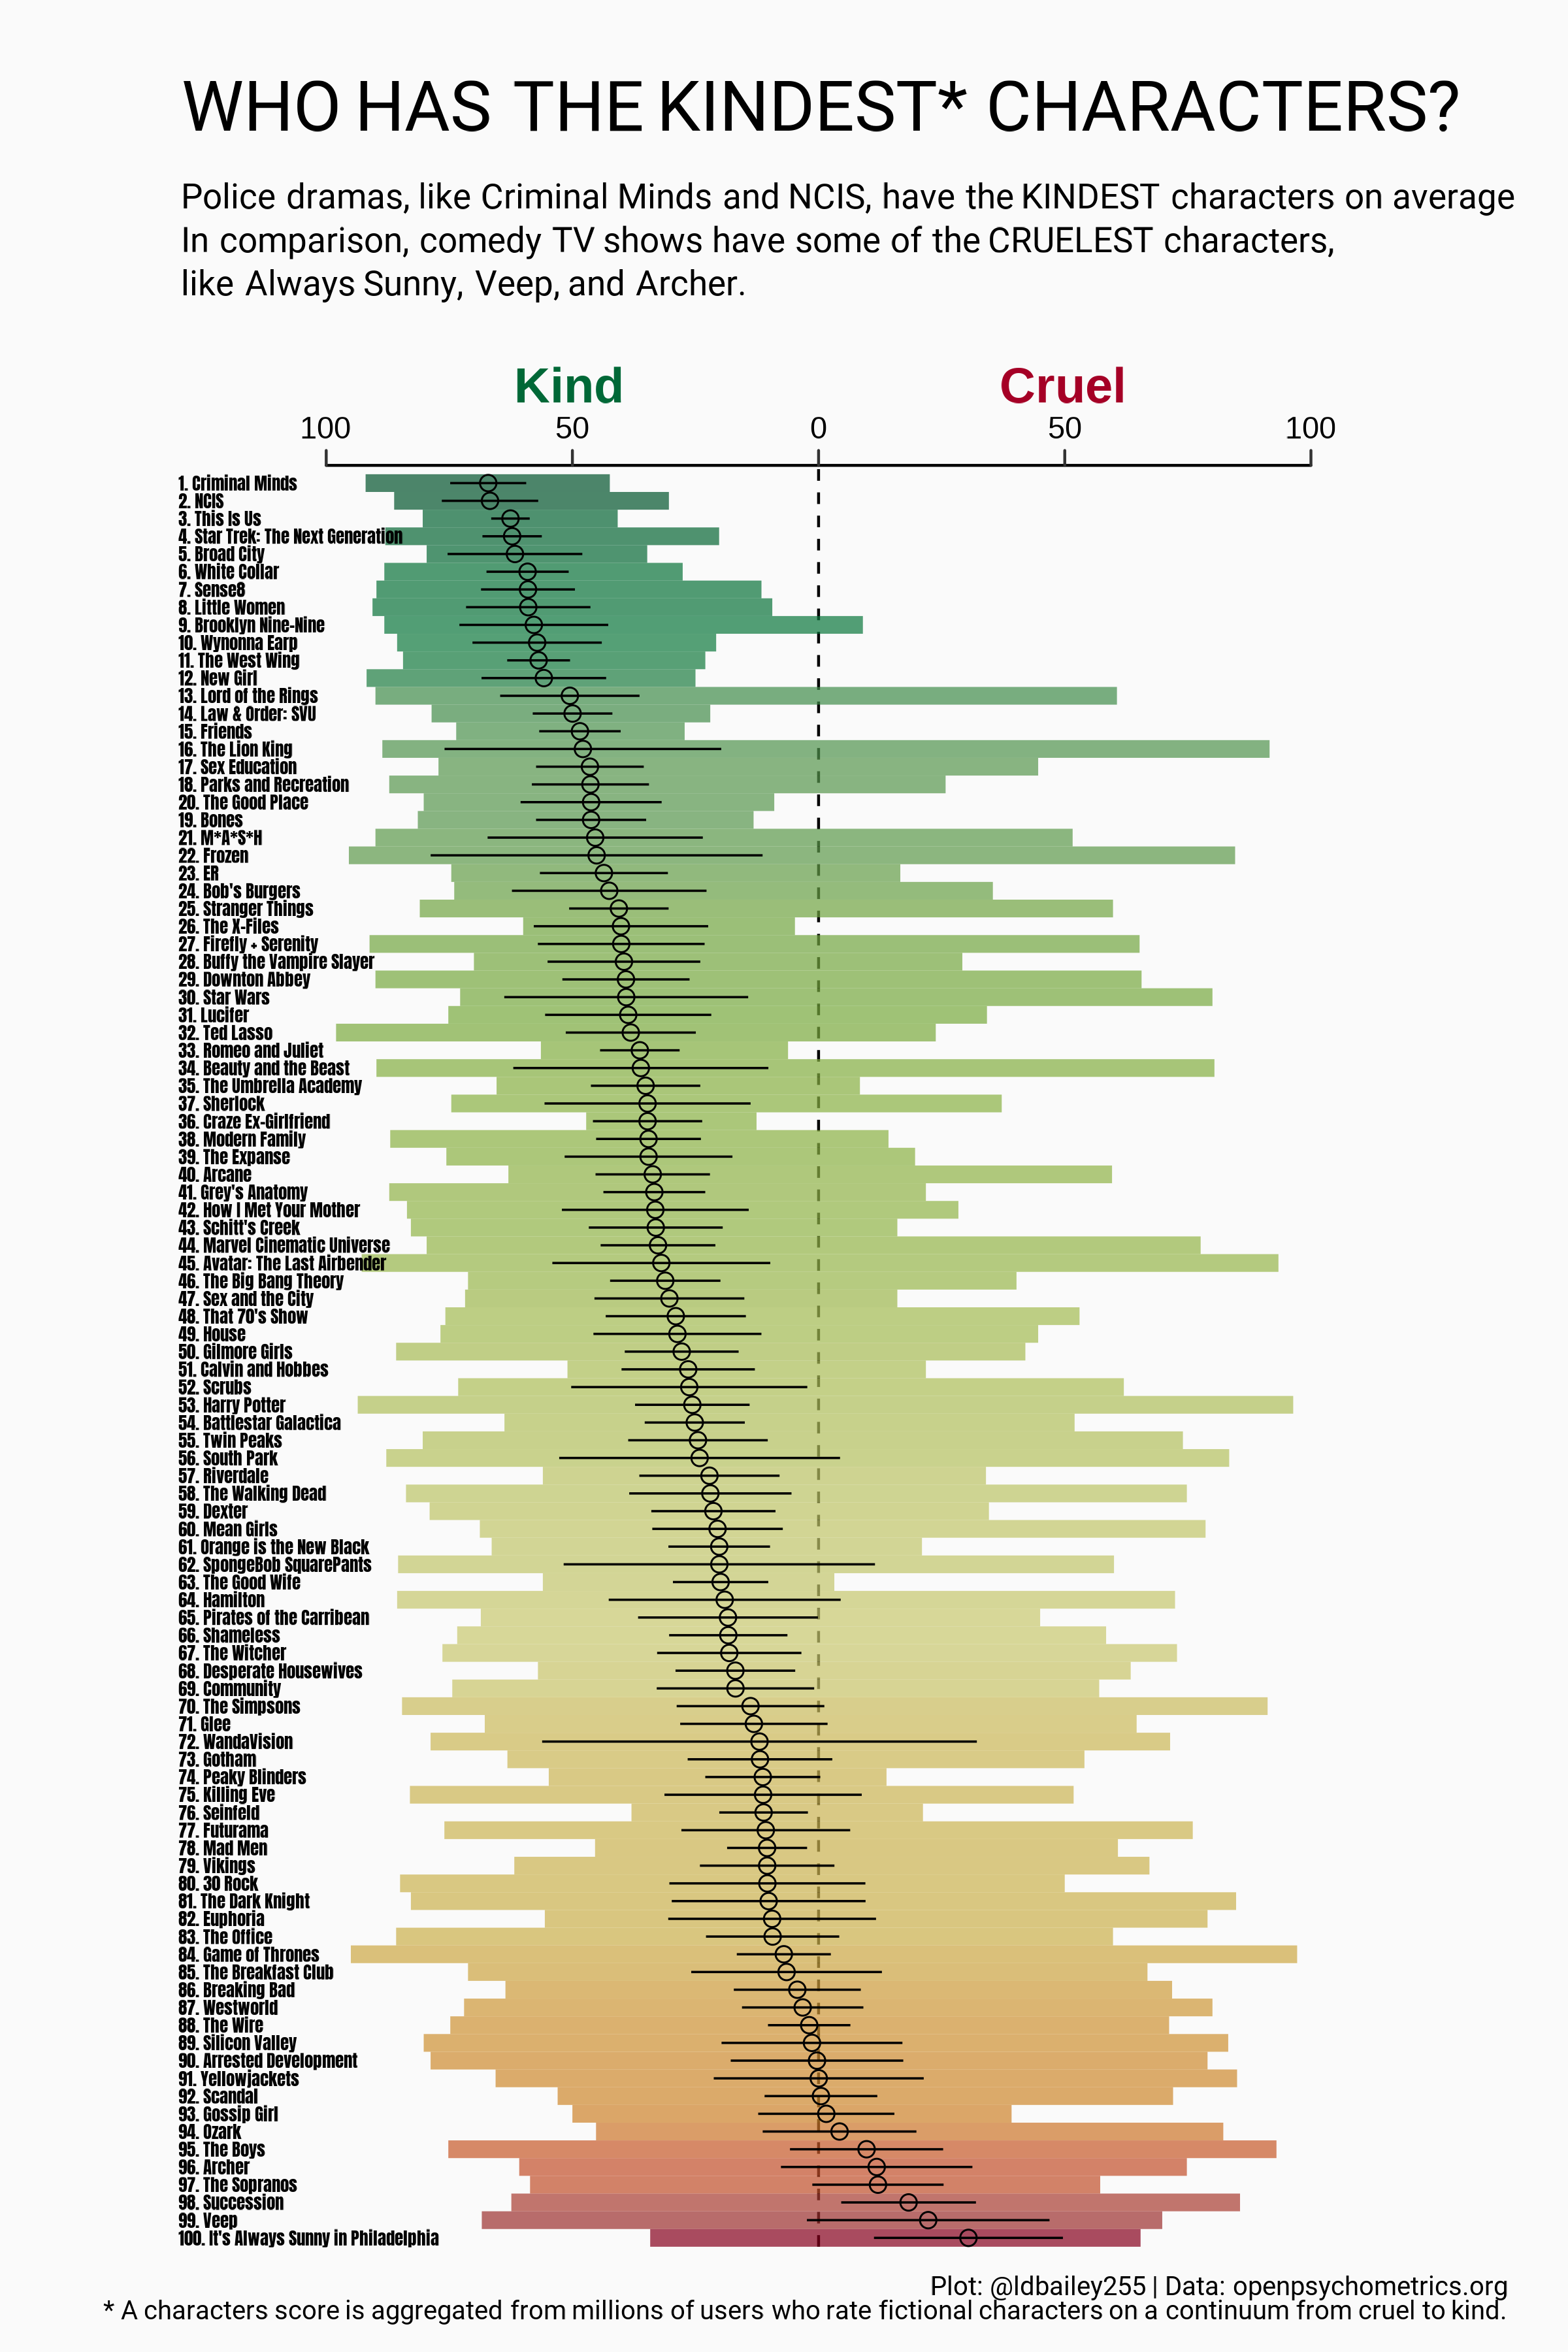 WHO HAS THE KINDEST* CHARACTERS?
Police dramas, like Criminal Minds and NCIS, have the KINDEST characters on average
In comparison, comedy TV shows have some of the CRUELEST characters,
like Always Sunny, Veep, and Archer.
Kind Cruel
100 50 0 50 100
1. Criminal Minds
2. NCIS
3. This Is Us
4. Star Trek: The Next Generation
5. Broad City
6. White Collar
7. Sense8
8. Little Women
9. Brooklyn Nine-Nine
10. Wynonna Earp
11. The West Wing
12. New Girl
13. Lord of the Rings
14. Law & Order: SVU
15. Friends
16. The Lion King
17. Sex Education
18. Parks and Recreation
20. The Good Place
19. Bones
21. M*A*S*H
22. Frozen
23. ER
24. Bob's Burgers
25. Stranger Things
26. The X-Files
27. Firefly + Serenity
28. Buffy the Vampire Slayer
29. Downton Abbey
30. Star Wars
31. Lucifer
32. Ted Lasso
33. Romeo and Juliet
34. Beauty and the Beast
35. The Umbrella Academy
37. Sherlock
36. Craze Ex-Girlfriend
38. Modern Family
39. The Expanse
40. Arcane
41. Grey's Anatomy
42. How I Met Your Mother
43. Schitt's Creek
44. Marvel Cinematic Universe
45. Avatar: The Last Airbender
46. The Big Bang Theory
47. Sex and the City
48. That 70's Show
49. House
50. Gilmore Girls
51. Calvin and Hobbes
52. Scrubs
53. Harry Potter
54. Battlestar Galactica
55. Twin Peaks
56. South Park
57. Riverdale
58. The Walking Dead
59. Dexter
60. Mean Girls
61. Orange is the New Black
62. SpongeBob SquarePants
63. The Good Wife
64. Hamilton
65. Pirates of the Carribean
66. Shameless
67. The Witcher
68. Desperate Housewives
69. Community
70. The Simpsons
71. Glee
72. WandaVision
73. Gotham
74. Peaky Blinders
75. Killing Eve
76. Seinfeld
77. Futurama
78. Mad Men
79. Vikings
80. 30 Rock
81. The Dark Knight
82. Euphoria
83. The Office
84. Game of Thrones
85. The Breakfast Club
86. Breaking Bad
87. Westworld
88. The Wire
89. Silicon Valley
90. Arrested Development
91. Yellowjackets
92. Scandal
93. Gossip Girl
94. Ozark
95. The Boys
96. Archer
97. The Sopranos
98. Succession
99. Veep
100. It's Always Sunny in Philadelphia
Plot: @ldbailey255 | Data: openpsychometrics.org
* A characters score is aggregated from millions of users who rate fictional characters on a continuum from cruel to kind.